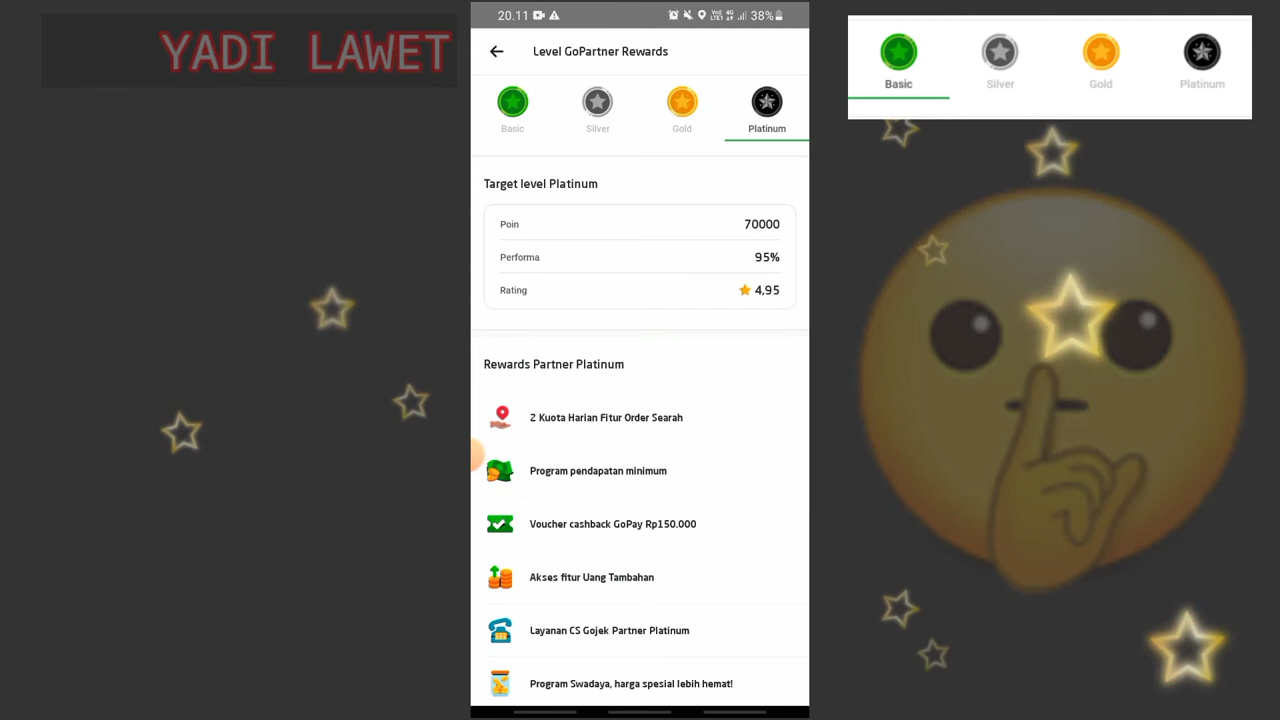 YADI LAWET
20.11
38%
Level GoPartner Rewards
Basic
Silver
Gold
Platinum
Target level Platinum
Poin
70000
Performa
95%
Rating
4,95
Rewards Partner Platinum
2 Kuota Harian Fitur Order Searah
Program pendapatan minimum
Voucher cashback GoPay Rp150.000
Akses fitur Uang Tambahan
Layanan CS Gojek Partner Platinum
Program Swadaya, harga spesial lebih hemat!
Basic
Silver
Gold
Platinum